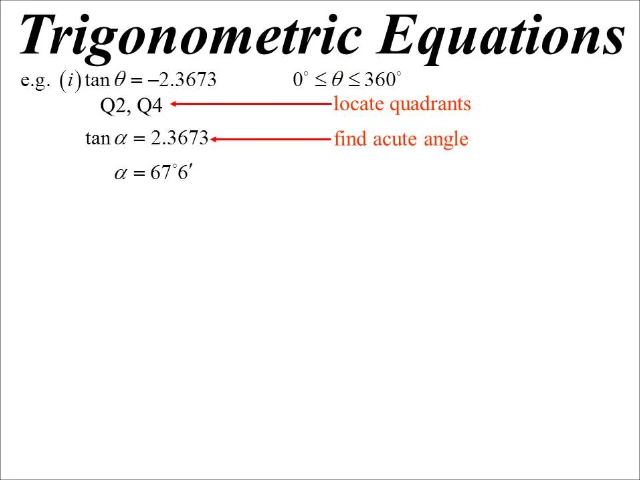 Trigonometric Equations
e.g. (i) tan θ = −2.3673 0° ≤ θ ≤ 360°
Q2, Q4 locate quadrants
tan α = 2.3673 find acute angle
α = 67°6′